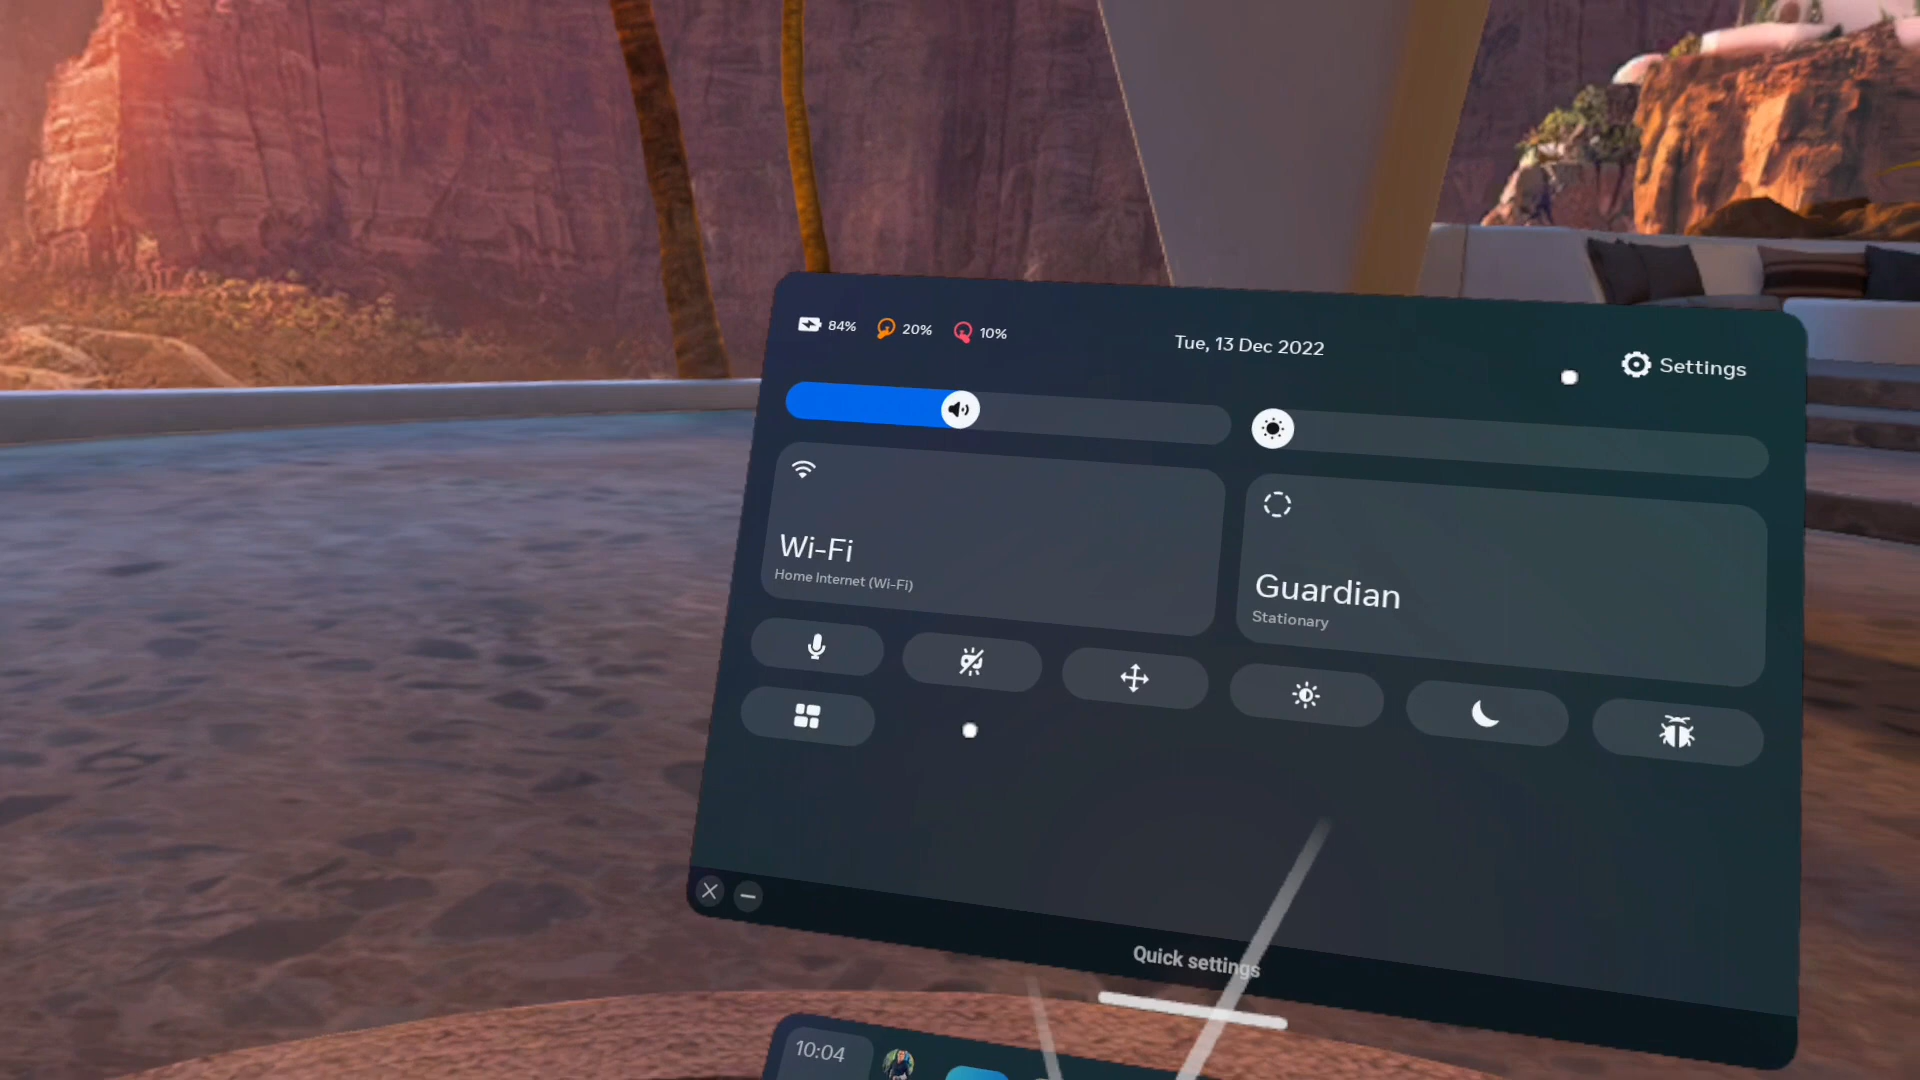 84% 20% 10%
Tue, 13 Dec 2022
Settings
Wi-Fi
Home Internet (Wi-Fi)
Guardian
Stationary
Quick settings
10:04